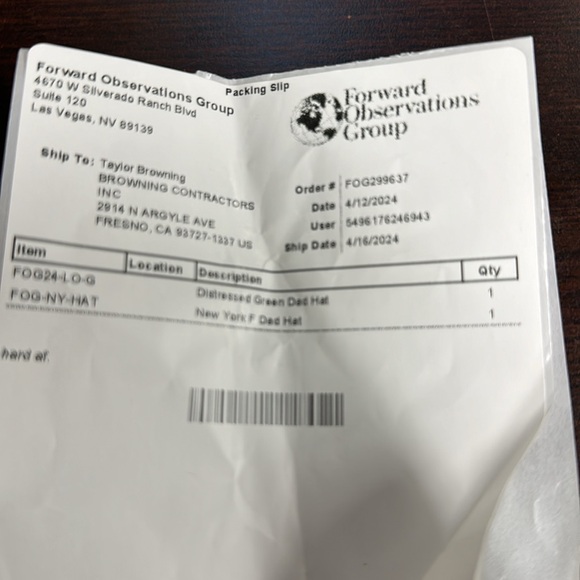 Packing Slip
Forward Observations Group
4670 W Silverado Ranch Blvd
Suite 120
Las Vegas, NV 89139
Forward
Observations
Group
Ship To: Taylor Browning
BROWNING CONTRACTORS
INC
2914 N ARGYLE AVE
FRESNO, CA 93727-1337 US
Order # FOG299637
Date 4/12/2024
User 5496176246943
Ship Date 4/16/2024
Item Location Description Qty
FOG24-LO-G Distressed Green Dad Hat 1
FOG-NY-HAT New York F Dad Hat 1
hard af.